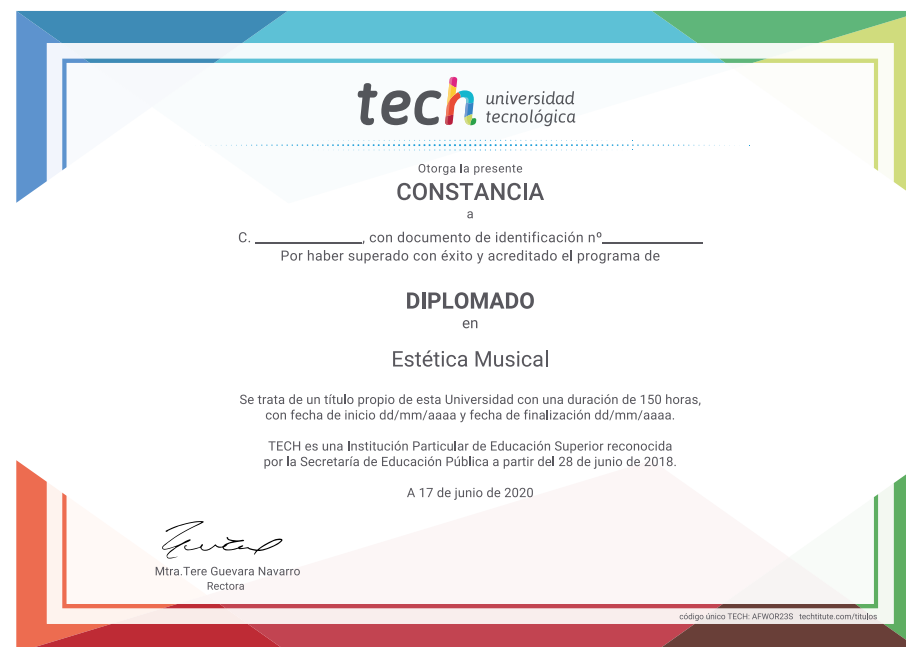 tech universidad
tecnológica
Otorga la presente
CONSTANCIA
a
C. ______________, con documento de identificación nº_____________
Por haber superado con éxito y acreditado el programa de
DIPLOMADO
en
Estética Musical
Se trata de un título propio de esta Universidad con una duración de 150 horas,
con fecha de inicio dd/mm/aaaa y fecha de finalización dd/mm/aaaa.
TECH es una Institución Particular de Educación Superior reconocida
por la Secretaría de Educación Pública a partir del 28 de junio de 2018.
A 17 de junio de 2020
Mtra.Tere Guevara Navarro
Rectora
código único TECH: AFWOR23S techtitute.com/titulos